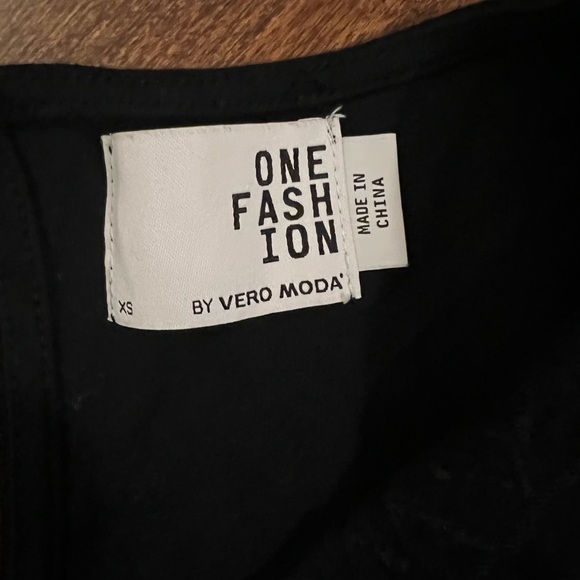 ONE
FASH
ION
BY VERO MODA'
XS
MADE IN
CHINA